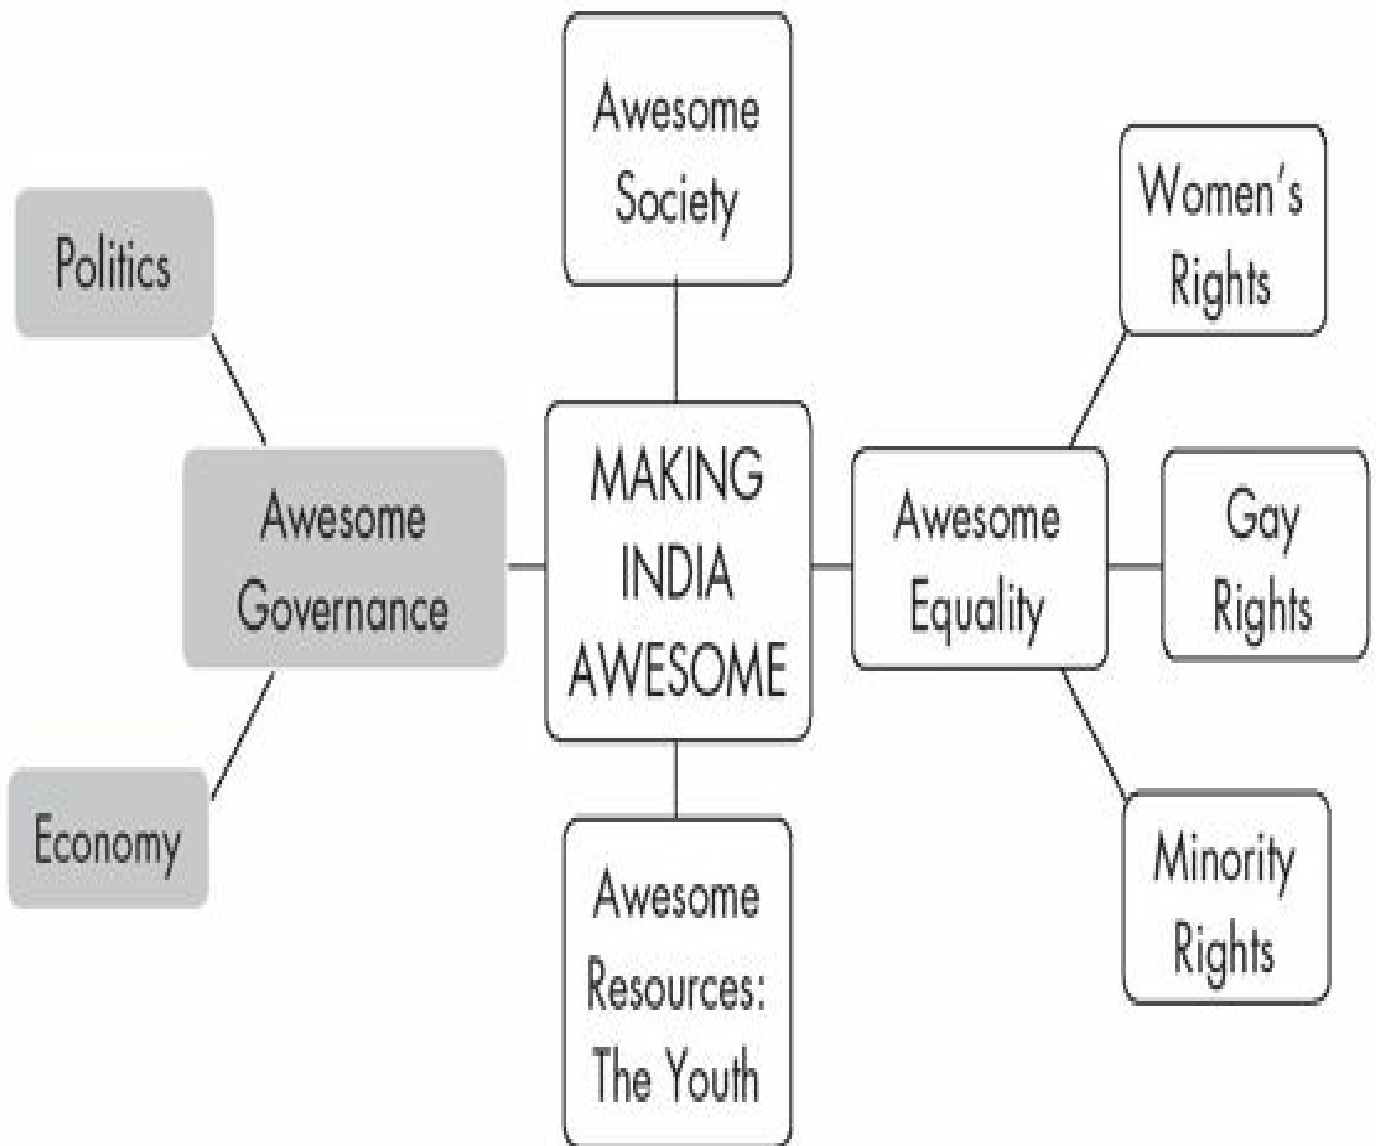 Awesome
Society
Women's
Rights
Politics
MAKING
INDIA
AWESOME
Awesome
Governance
Awesome
Equality
Gay
Rights
Economy
Awesome
Resources:
The Youth
Minority
Rights